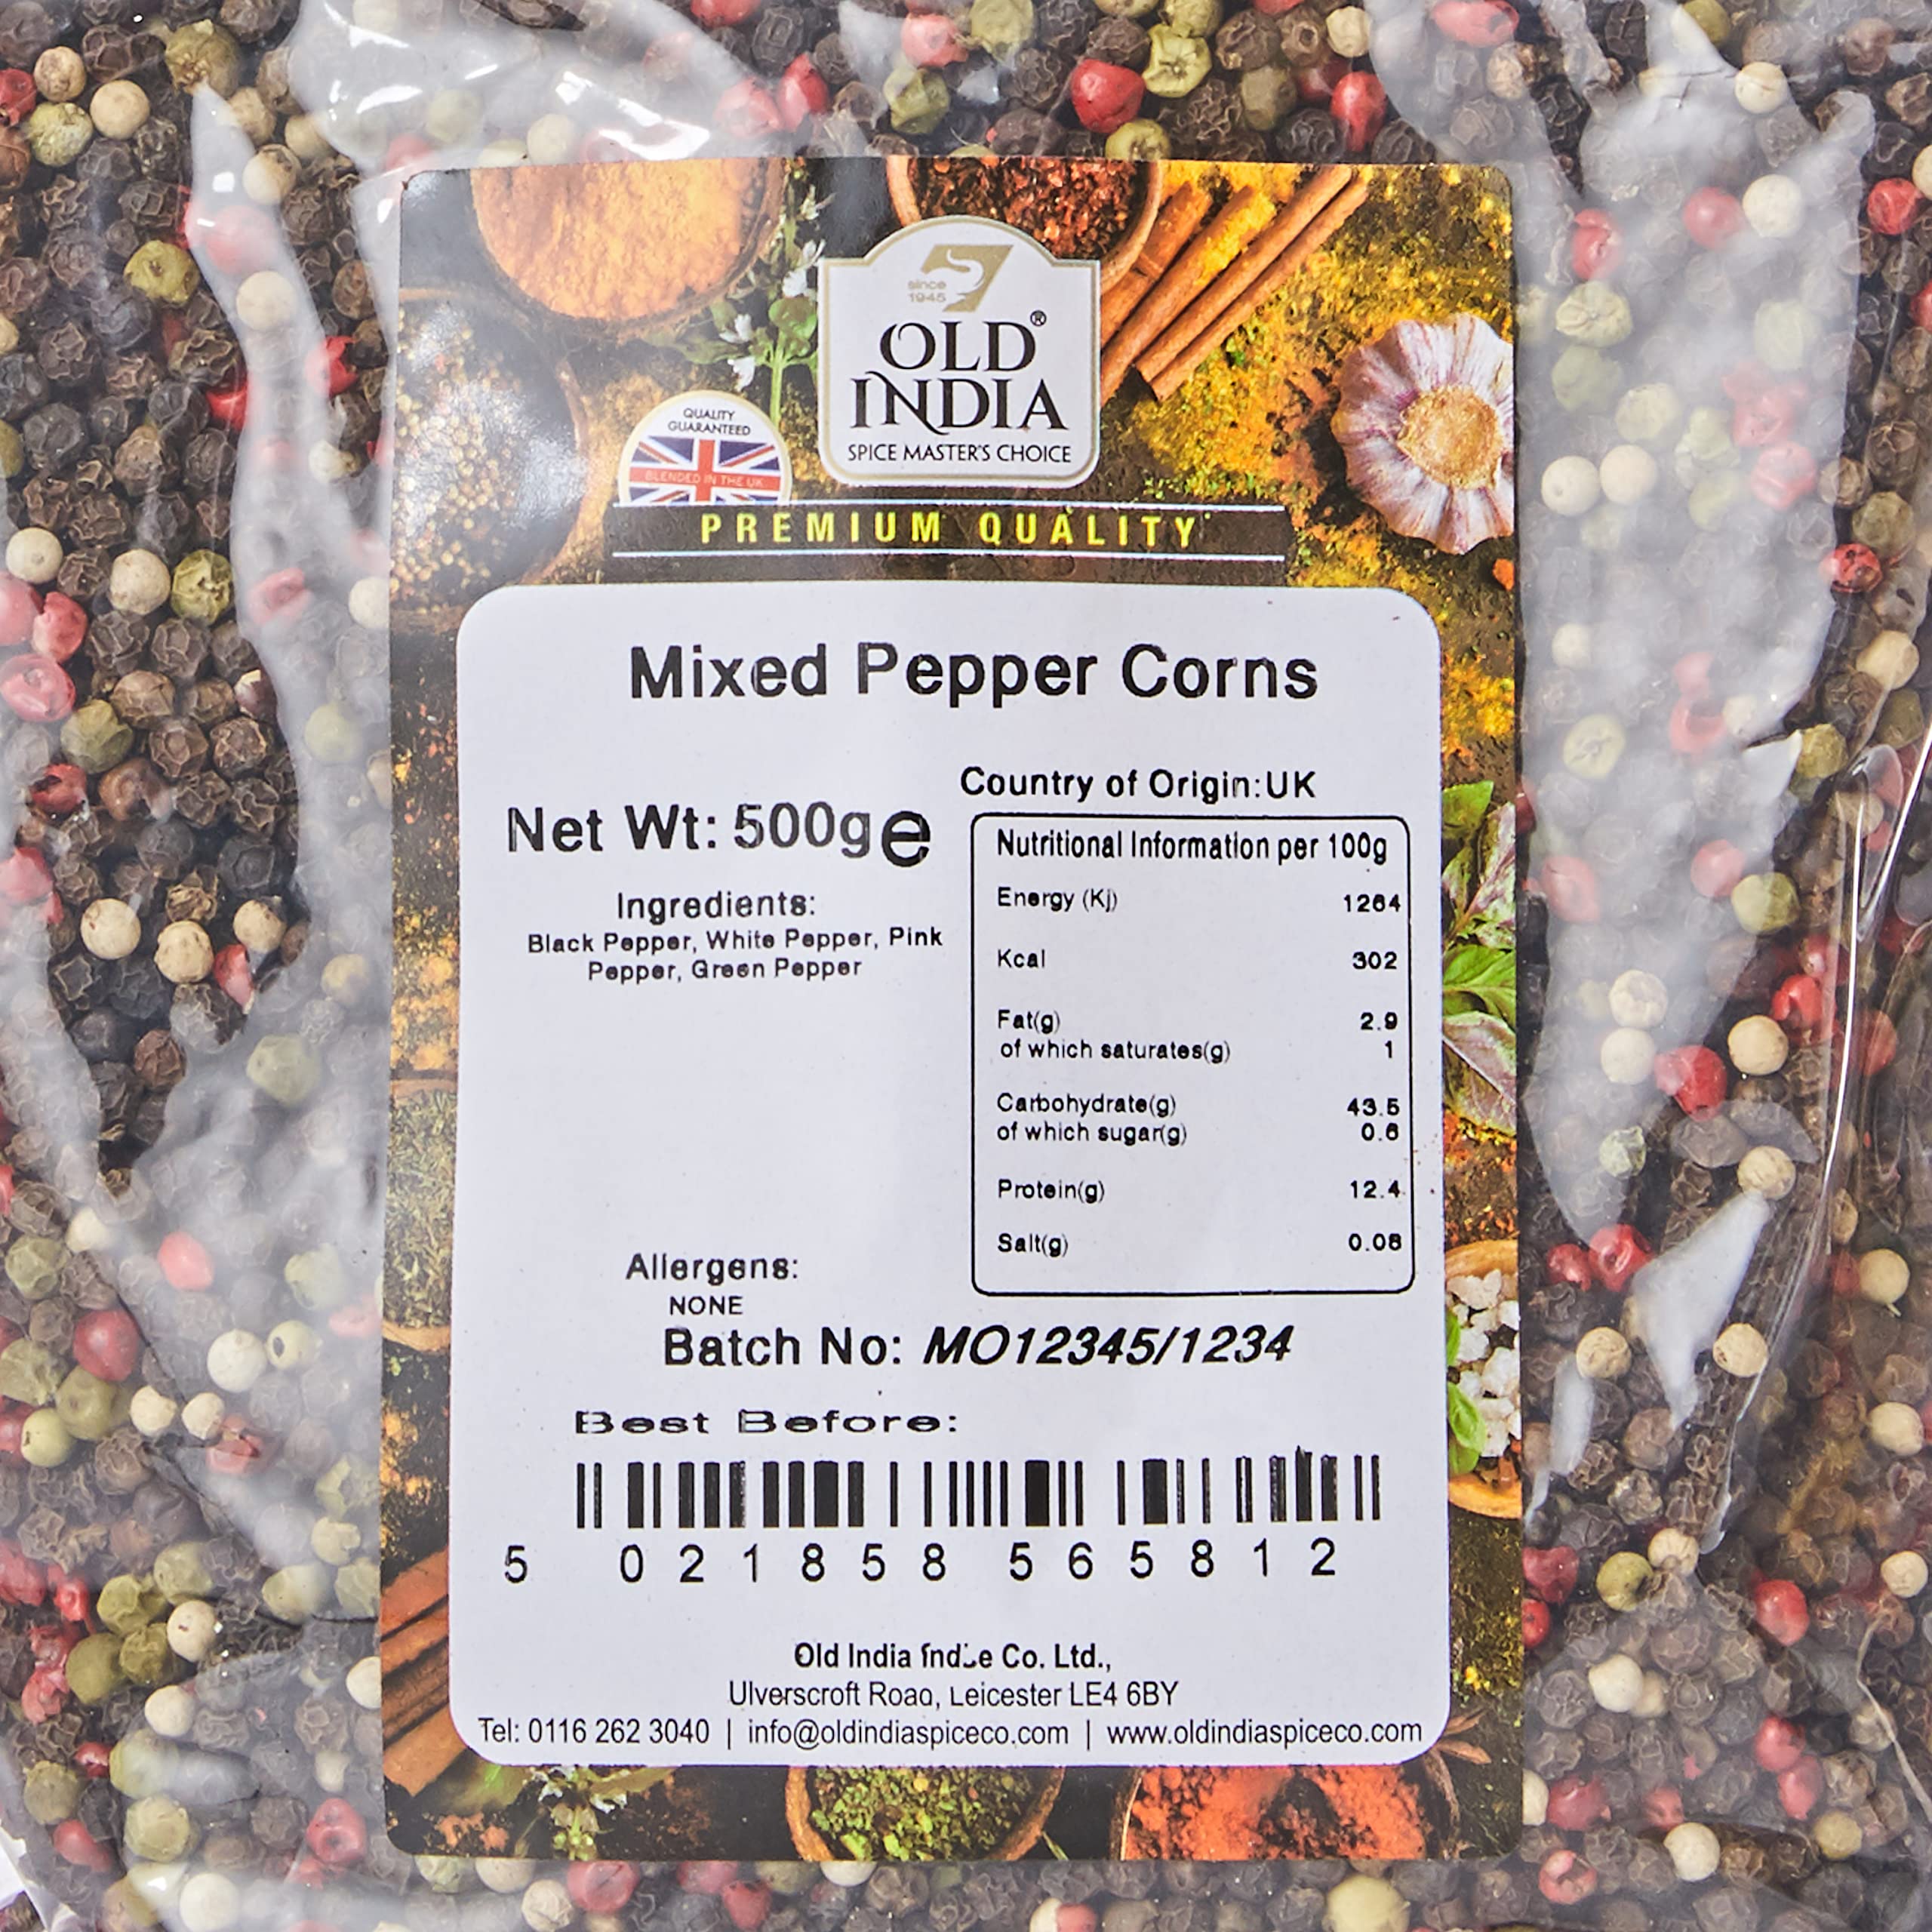 since
1945
OLD®
INDIA
SPICE MASTER'S CHOICE
QUALITY
GUARANTEED
BLENDED IN THE UK
PREMIUM QUALITY
Mixed Pepper Corns
Country of Origin:UK
Net Wt: 500g e
Ingredients:
Black Pepper, White Pepper, Pink
Pepper, Green Pepper
Nutritional Information per 100g
Energy (Kj) 1264
Kcal 302
Fat(g) 2.9
of which saturates(g) 1
Carbohydrate(g) 43.5
of which sugar(g) 0.6
Protein(g) 12.4
Salt(g) 0.08
Allergens:
NONE
Batch No: MO12345/1234
Best Before:
5 021858 565812
Old India Co. Ltd.,
Ulverscroft Road, Leicester LE4 6BY
Tel: 0116 262 3040 | info@oldindiaspiceco.com | www.oldindiaspiceco.com